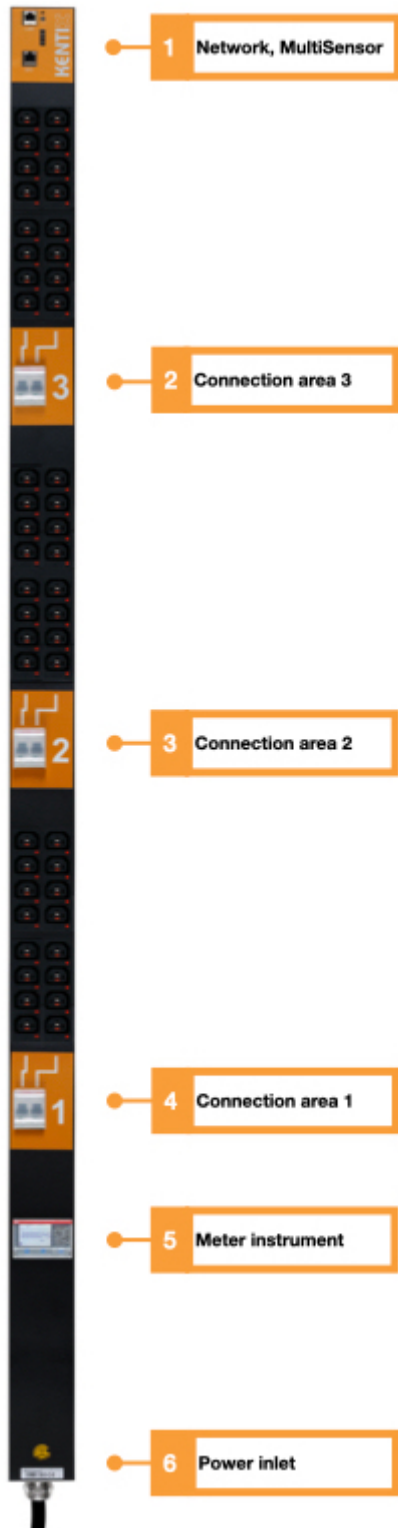 KENTIX
1 Network, MultiSensor
3
2 Connection area 3
2
3 Connection area 2
1
4 Connection area 1
5 Meter instrument
6 Power inlet